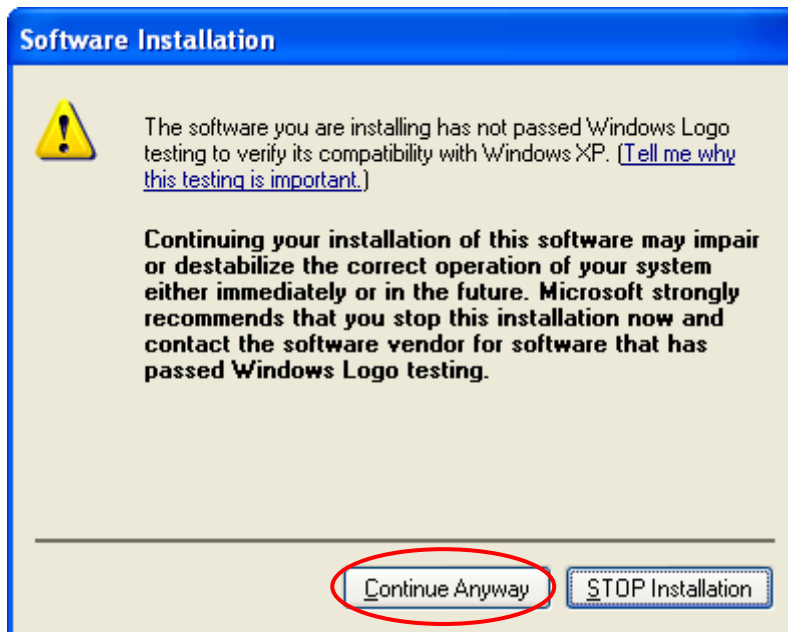 Software Installation
The software you are installing has not passed Windows Logo
testing to verify its compatibility with Windows XP. (Tell me why
this testing is important.)
Continuing your installation of this software may impair
or destabilize the correct operation of your system
either immediately or in the future. Microsoft strongly
recommends that you stop this installation now and
contact the software vendor for software that has
passed Windows Logo testing.
Continue Anyway
STOP Installation